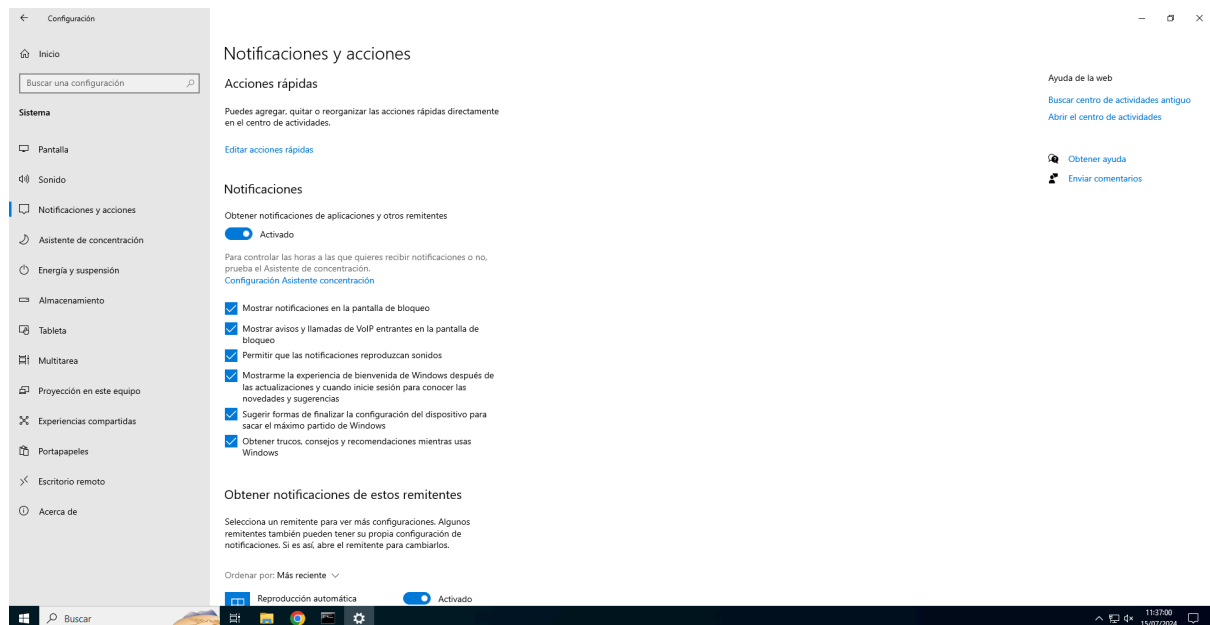 Configuración
Inicio
Buscar una configuración
Sistema
Pantalla
Sonido
Notificaciones y acciones
Asistente de concentración
Energía y suspensión
Almacenamiento
Tableta
Multitarea
Proyección en este equipo
Experiencias compartidas
Portapapeles
Escritorio remoto
Acerca de
Notificaciones y acciones
Acciones rápidas
Puedes agregar, quitar o reorganizar las acciones rápidas directamente
en el centro de actividades.
Editar acciones rápidas
Notificaciones
Obtener notificaciones de aplicaciones y otros remitentes
Activado
Para controlar las horas a las que quieres recibir notificaciones o no,
prueba el Asistente de concentración.
Configuración Asistente concentración
Mostrar notificaciones en la pantalla de bloqueo
Mostrar avisos y llamadas de VoIP entrantes en la pantalla de
bloqueo
Permitir que las notificaciones reproduzcan sonidos
Mostrarme la experiencia de bienvenida de Windows después de
las actualizaciones y cuando inicie sesión para conocer las
novedades y sugerencias
Sugerir formas de finalizar la configuración del dispositivo para
sacar el máximo partido de Windows
Obtener trucos, consejos y recomendaciones mientras usas
Windows
Obtener notificaciones de estos remitentes
Selecciona un remitente para ver más configuraciones. Algunos
remitentes también pueden tener su propia configuración de
notificaciones. Si es así, abre el remitente para cambiarlos.
Ordenar por: Más reciente
Reproducción automática Activado
Ayuda de la web
Buscar centro de actividades antiguo
Abrir el centro de actividades
Obtener ayuda
Enviar comentarios
Buscar
11:37:00
15/07/2024